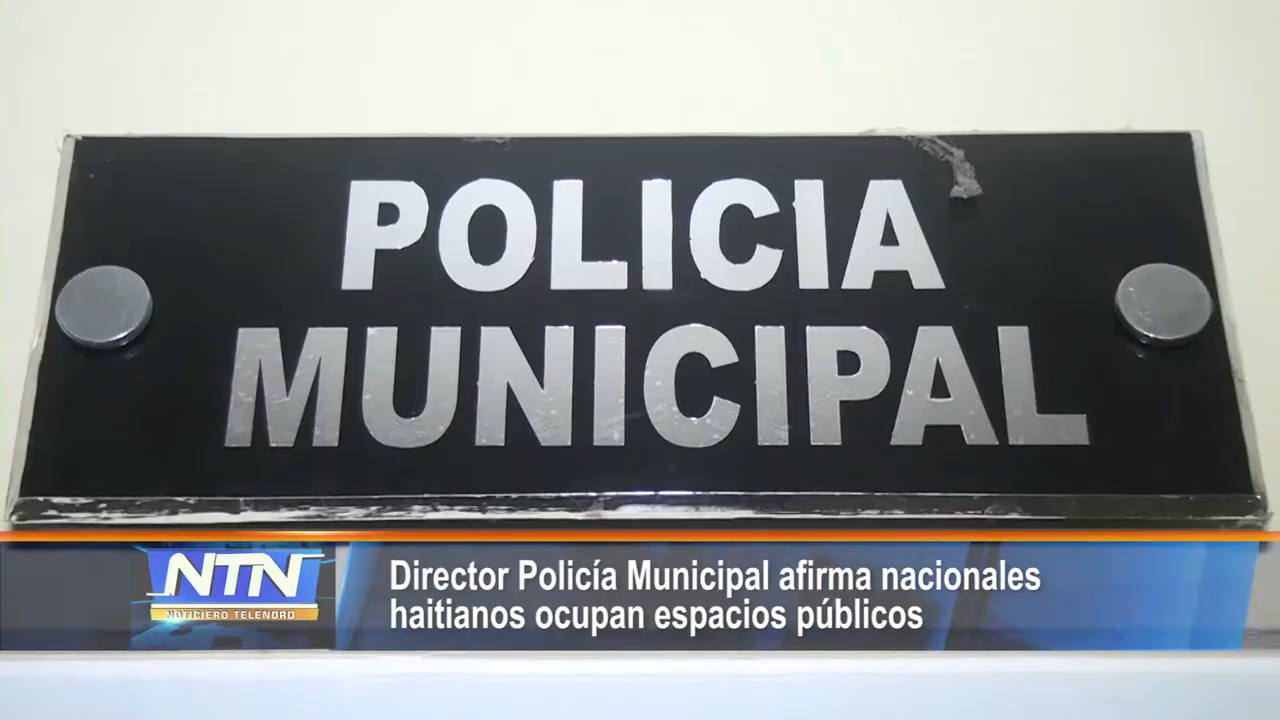 POLICIA
MUNICIPAL
NTN
NOTICIERO TELENORD
Director Policía Municipal afirma nacionales
haitianos ocupan espacios públicos